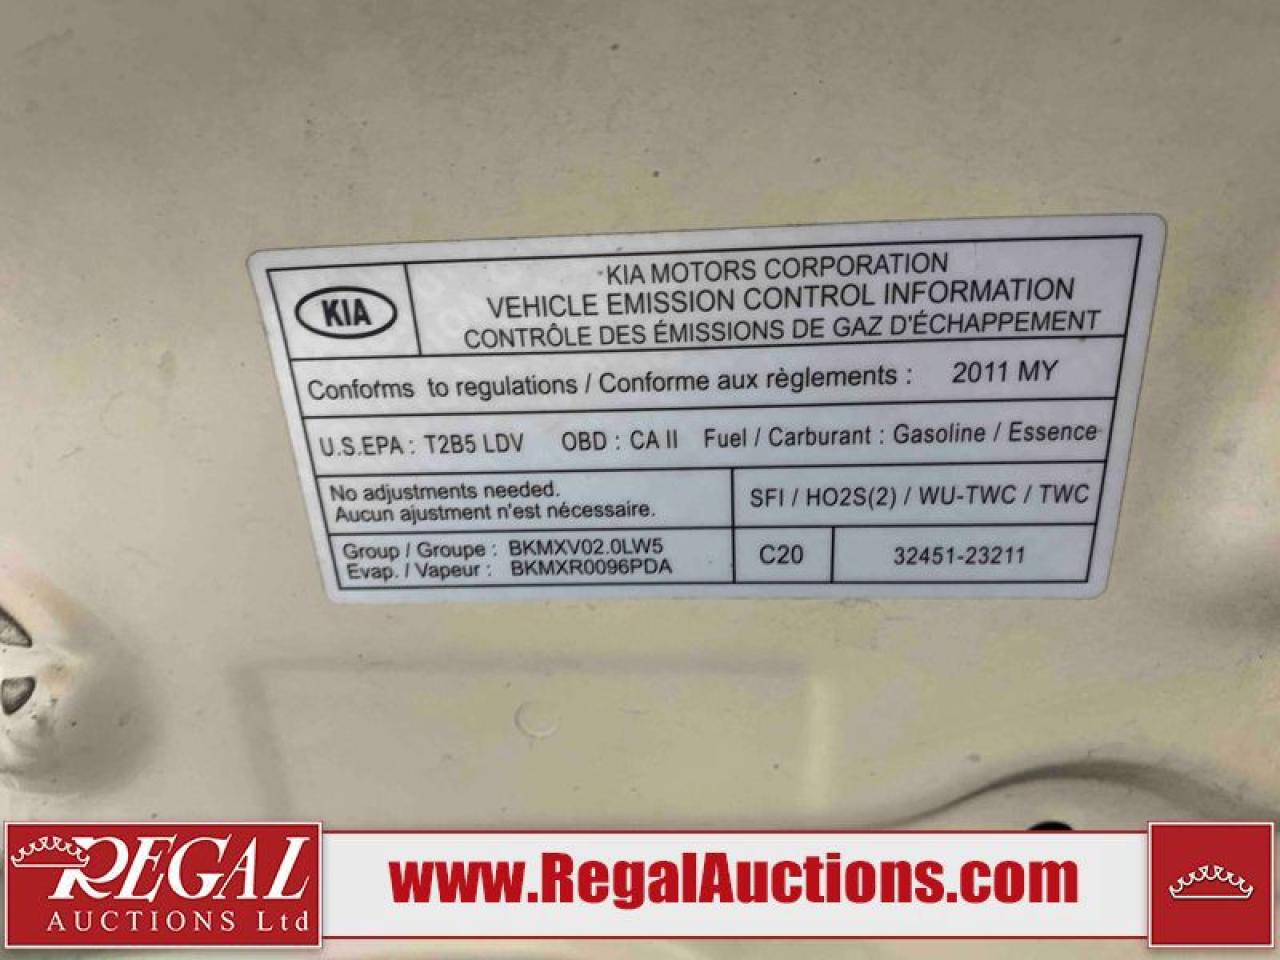 KIA
KIA MOTORS CORPORATION
VEHICLE EMISSION CONTROL INFORMATION
CONTRÔLE DES ÉMISSIONS DE GAZ D'ÉCHAPPEMENT
Conforms to regulations / Conforme aux règlements : 2011 MY
U.S.EPA : T2B5 LDV OBD : CA II Fuel / Carburant : Gasoline / Essence
No adjustments needed.
Aucun ajustment n'est nécessaire.
SFI / HO2S(2) / WU-TWC / TWC
Group / Groupe : BKMXV02.0LW5
Evap. / Vapeur : BKMXR0096PDA
C20
32451-23211
REGAL
AUCTIONS Ltd
www.RegalAuctions.com